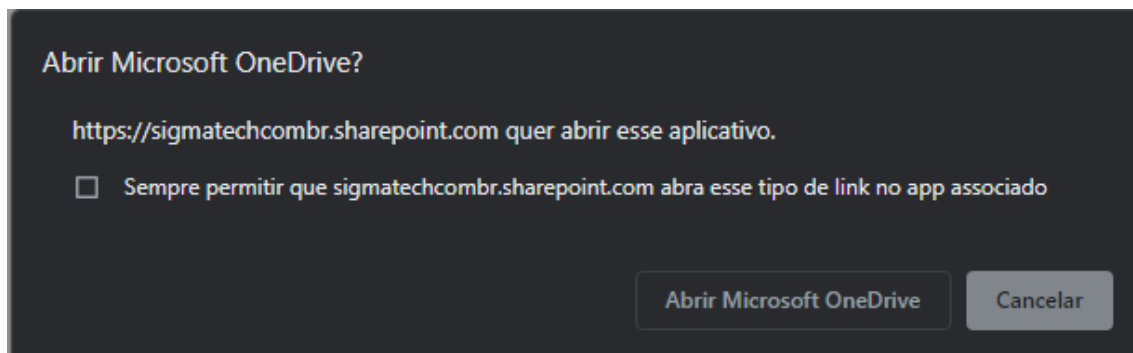 Abrir Microsoft OneDrive?
https://sigmatechcombr.sharepoint.com quer abrir esse aplicativo.
Sempre permitir que sigmatechcombr.sharepoint.com abra esse tipo de link no app associado
Abrir Microsoft OneDrive
Cancelar